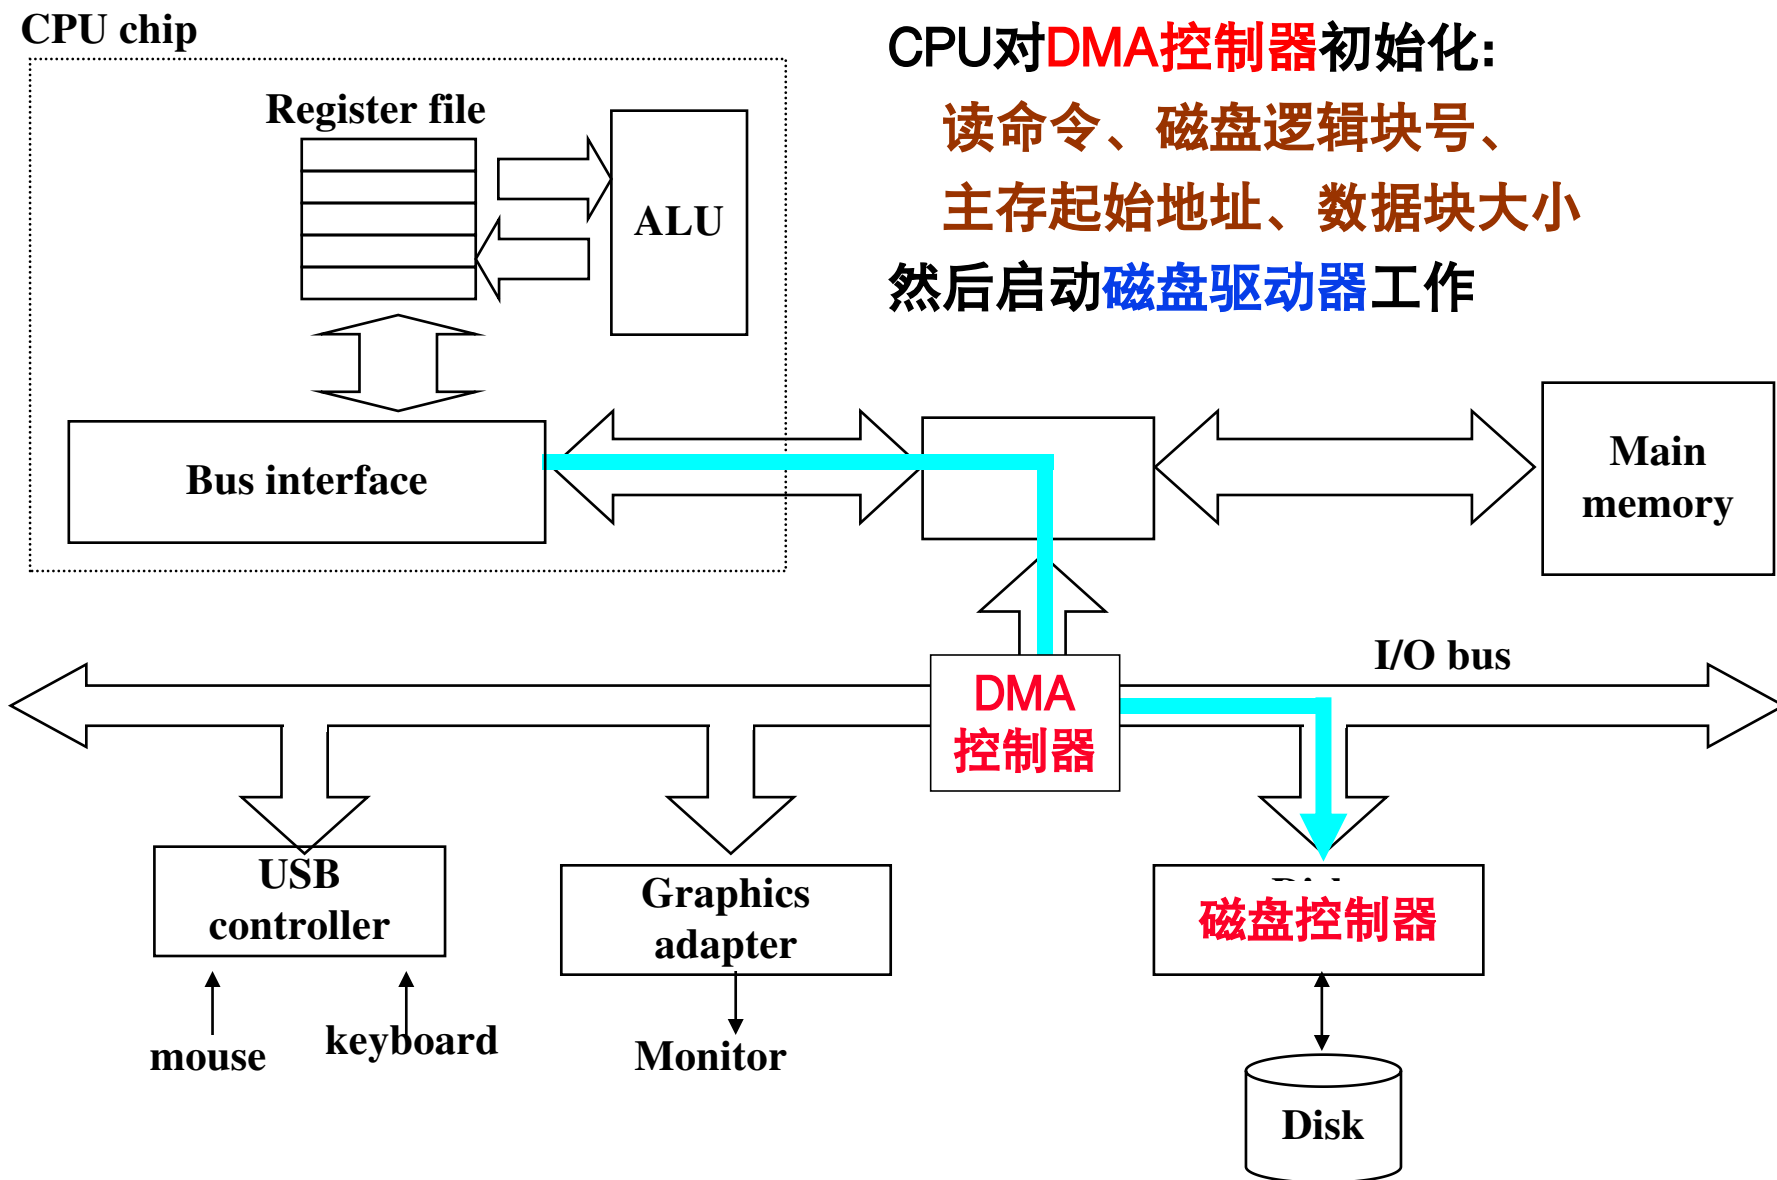 CPU chip
CPU对DMA控制器初始化:
读命令、磁盘逻辑块号、
主存起始地址、数据块大小
然后启动磁盘驱动器工作
Register file
ALU
Bus interface
Main
memory
I/O bus
DMA
控制器
USB
controller
Graphics
adapter
磁盘控制器
mouse
keyboard
Monitor
Disk